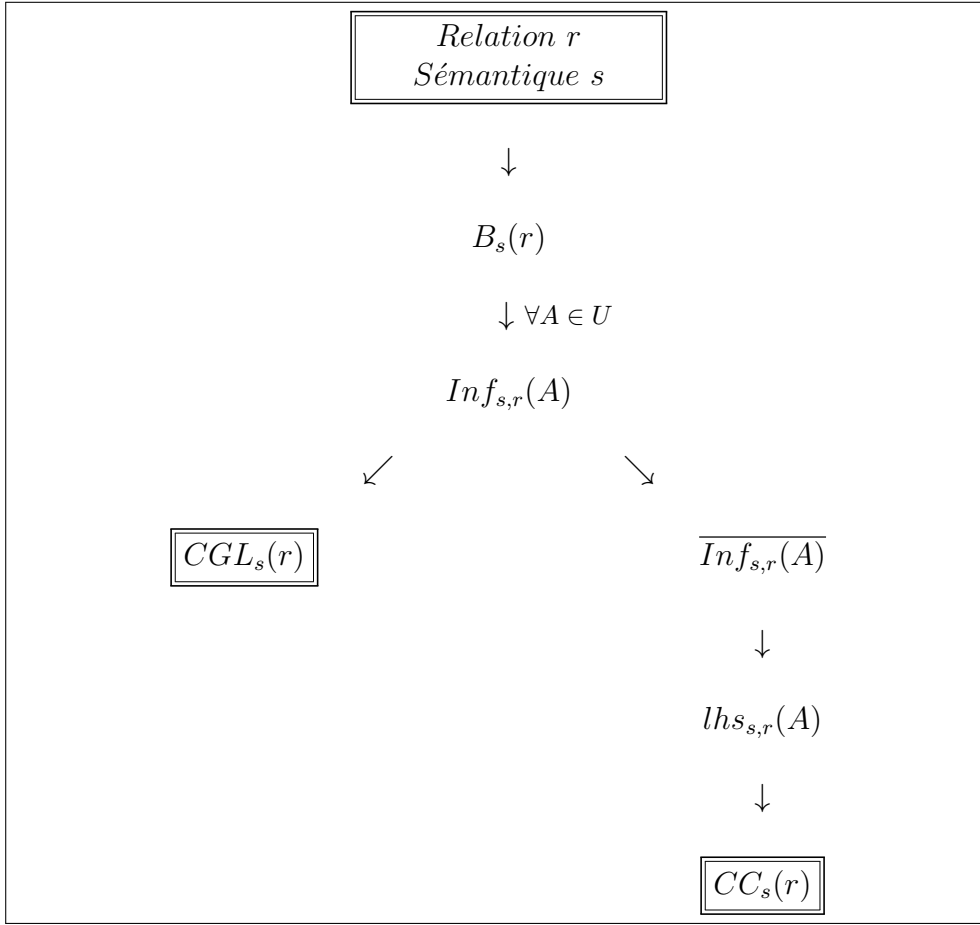 Relation r
Sémantique s
↓
B_s(r)
↓ ∀A ∈ U
Inf_{s,r}(A)
↙ ↘
CGL_s(r) \overline{Inf_{s,r}(A)}
↓
lhs_{s,r}(A)
↓
CC_s(r)